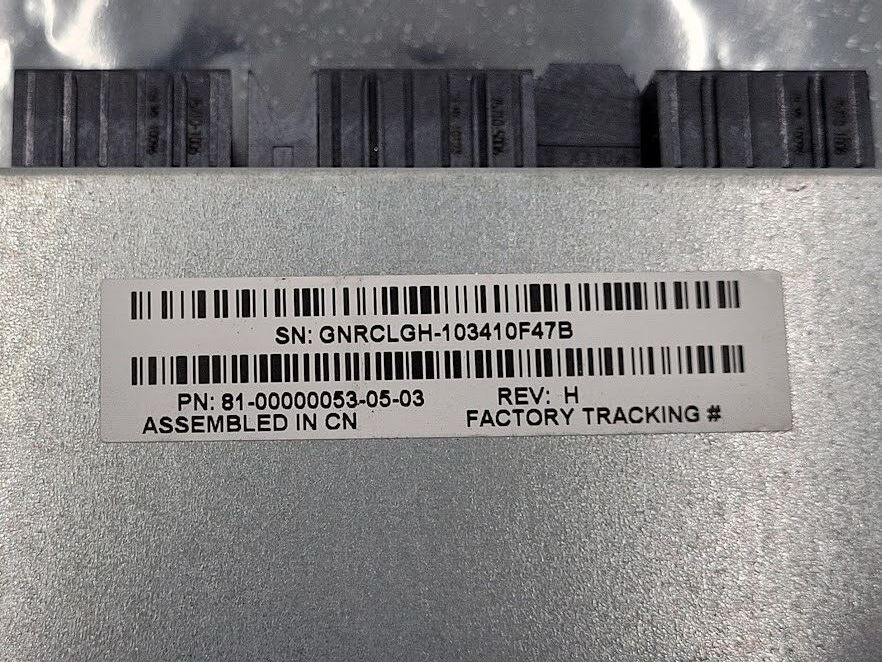 SN: GNRCLGH-103410F47B
PN: 81-00000053-05-03 REV: H
ASSEMBLED IN CN FACTORY TRACKING #